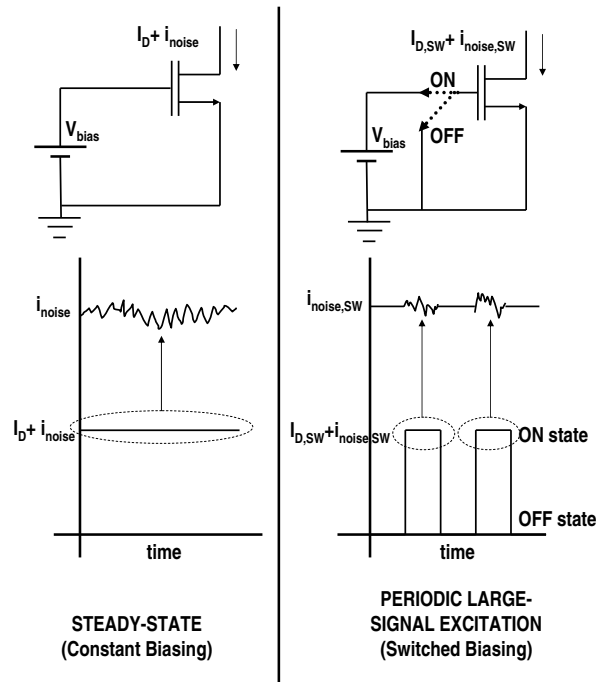 I_D + i_noise
V_bias
i_noise
I_D + i_noise
time
STEADY-STATE
(Constant Biasing)
I_D,SW + i_noise,SW
ON
OFF
V_bias
i_noise,SW
I_D,SW+i_noise,SW
ON state
OFF state
time
PERIODIC LARGE-
SIGNAL EXCITATION
(Switched Biasing)